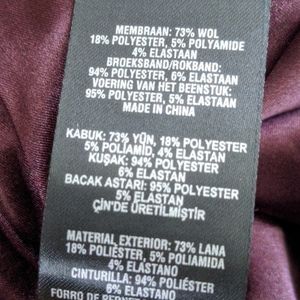 MEMBRAAN: 73% WOL
18% POLYESTER, 5% POLYAMIDE
4% ELASTAAN
BROEKSBAND/ROKBAND:
94% POLYESTER, 6% ELASTAAN
VOERING VAN HET BEENSTUK:
95% POLYESTER, 5% ELASTAAN
MADE IN CHINA
KABUK: 73% YÜN, 18% POLYESTER
5% POLIAMID, 4% ELASTAN
KUŞAK: 94% POLYESTER
6% ELASTAN
BACAK ASTARI: 95% POLYESTER
5% ELASTAN
ÇİN'DE ÜRETİLMİŞTİR
MATERIAL EXTERIOR: 73% LANA
18% POLIÉSTER, 5% POLIAMIDA
4% ELASTANO
CINTURILLA: 94% POLIÉSTER
6% ELASTANO
FORRO DE